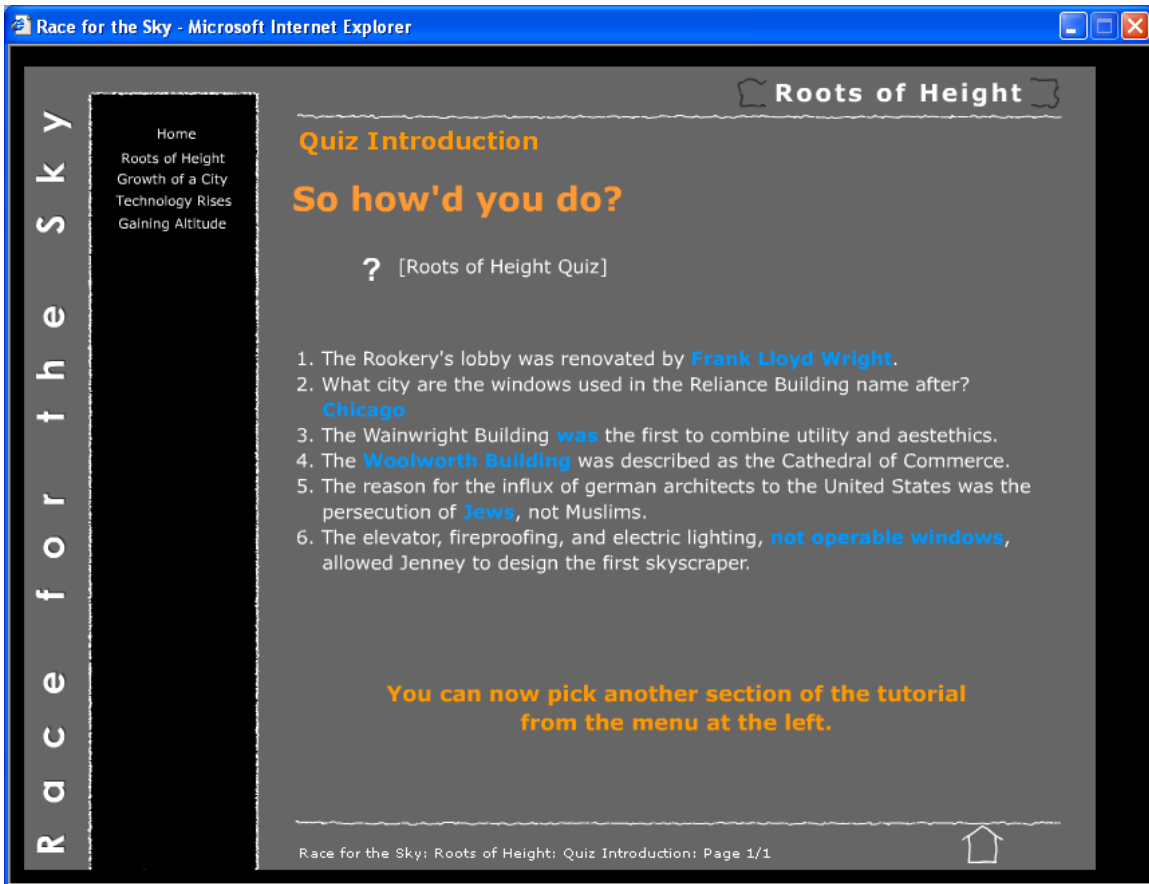 Race for the Sky - Microsoft Internet Explorer
Race for the Sky
Home
Roots of Height
Growth of a City
Technology Rises
Gaining Altitude
Roots of Height
Quiz Introduction
So how'd you do?
? [Roots of Height Quiz]
1. The Rookery's lobby was renovated by Frank Lloyd Wright.
2. What city are the windows used in the Reliance Building name after?
Chicago
3. The Wainwright Building was the first to combine utility and aestethics.
4. The Woolworth Building was described as the Cathedral of Commerce.
5. The reason for the influx of german architects to the United States was the
persecution of Jews, not Muslims.
6. The elevator, fireproofing, and electric lighting, not operable windows,
allowed Jenney to design the first skyscraper.
You can now pick another section of the tutorial
from the menu at the left.
Race for the Sky: Roots of Height: Quiz Introduction: Page 1/1